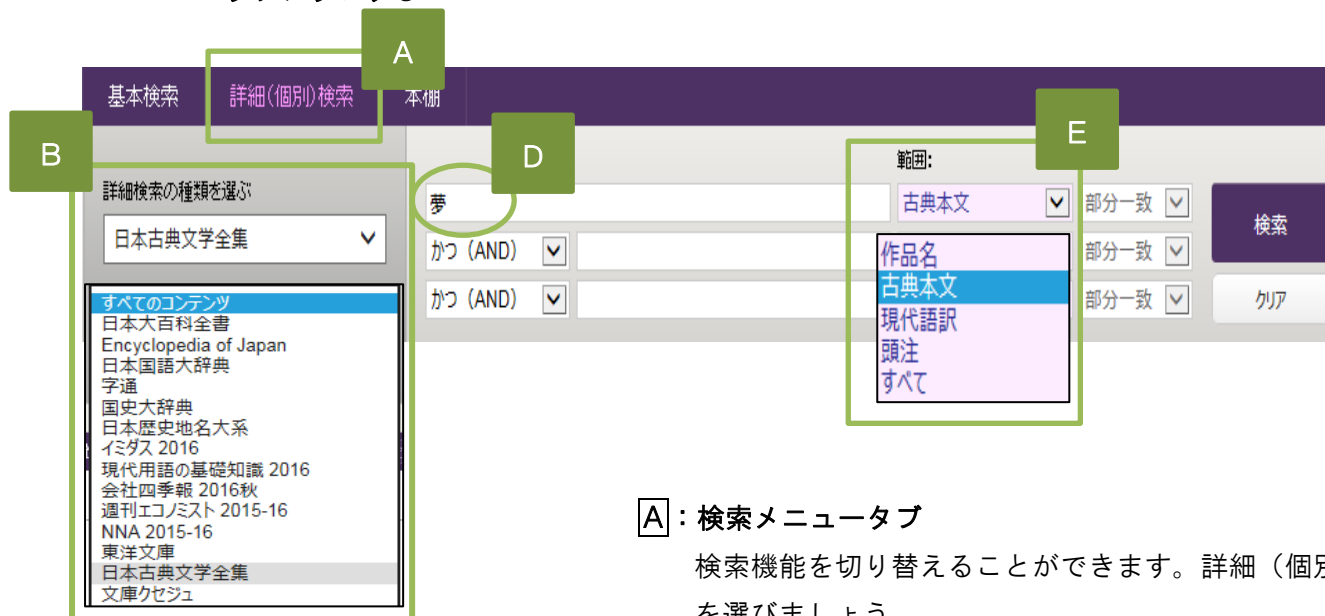 A
基本検索 詳細(個別)検索 本棚
B
D
E
範囲:
詳細検索の種類を選ぶ
日本古典文学全集
夢 古典本文 部分一致
検索
かつ (AND) 部分一致
かつ (AND) 部分一致
クリア
作品名
古典本文
現代語訳
頭注
すべて
すべてのコンテンツ
日本大百科全書
Encyclopedia of Japan
日本国語大辞典
字通
国史大辞典
日本歴史地名大系
イミダス 2016
現代用語の基礎知識 2016
会社四季報 2016秋
週刊エコノミスト 2015-16
NNA 2015-16
東洋文庫
日本古典文学全集
文庫クセジュ
A:検索メニュータブ
検索機能を切り替えることができます。詳細(個別
を選びましょう